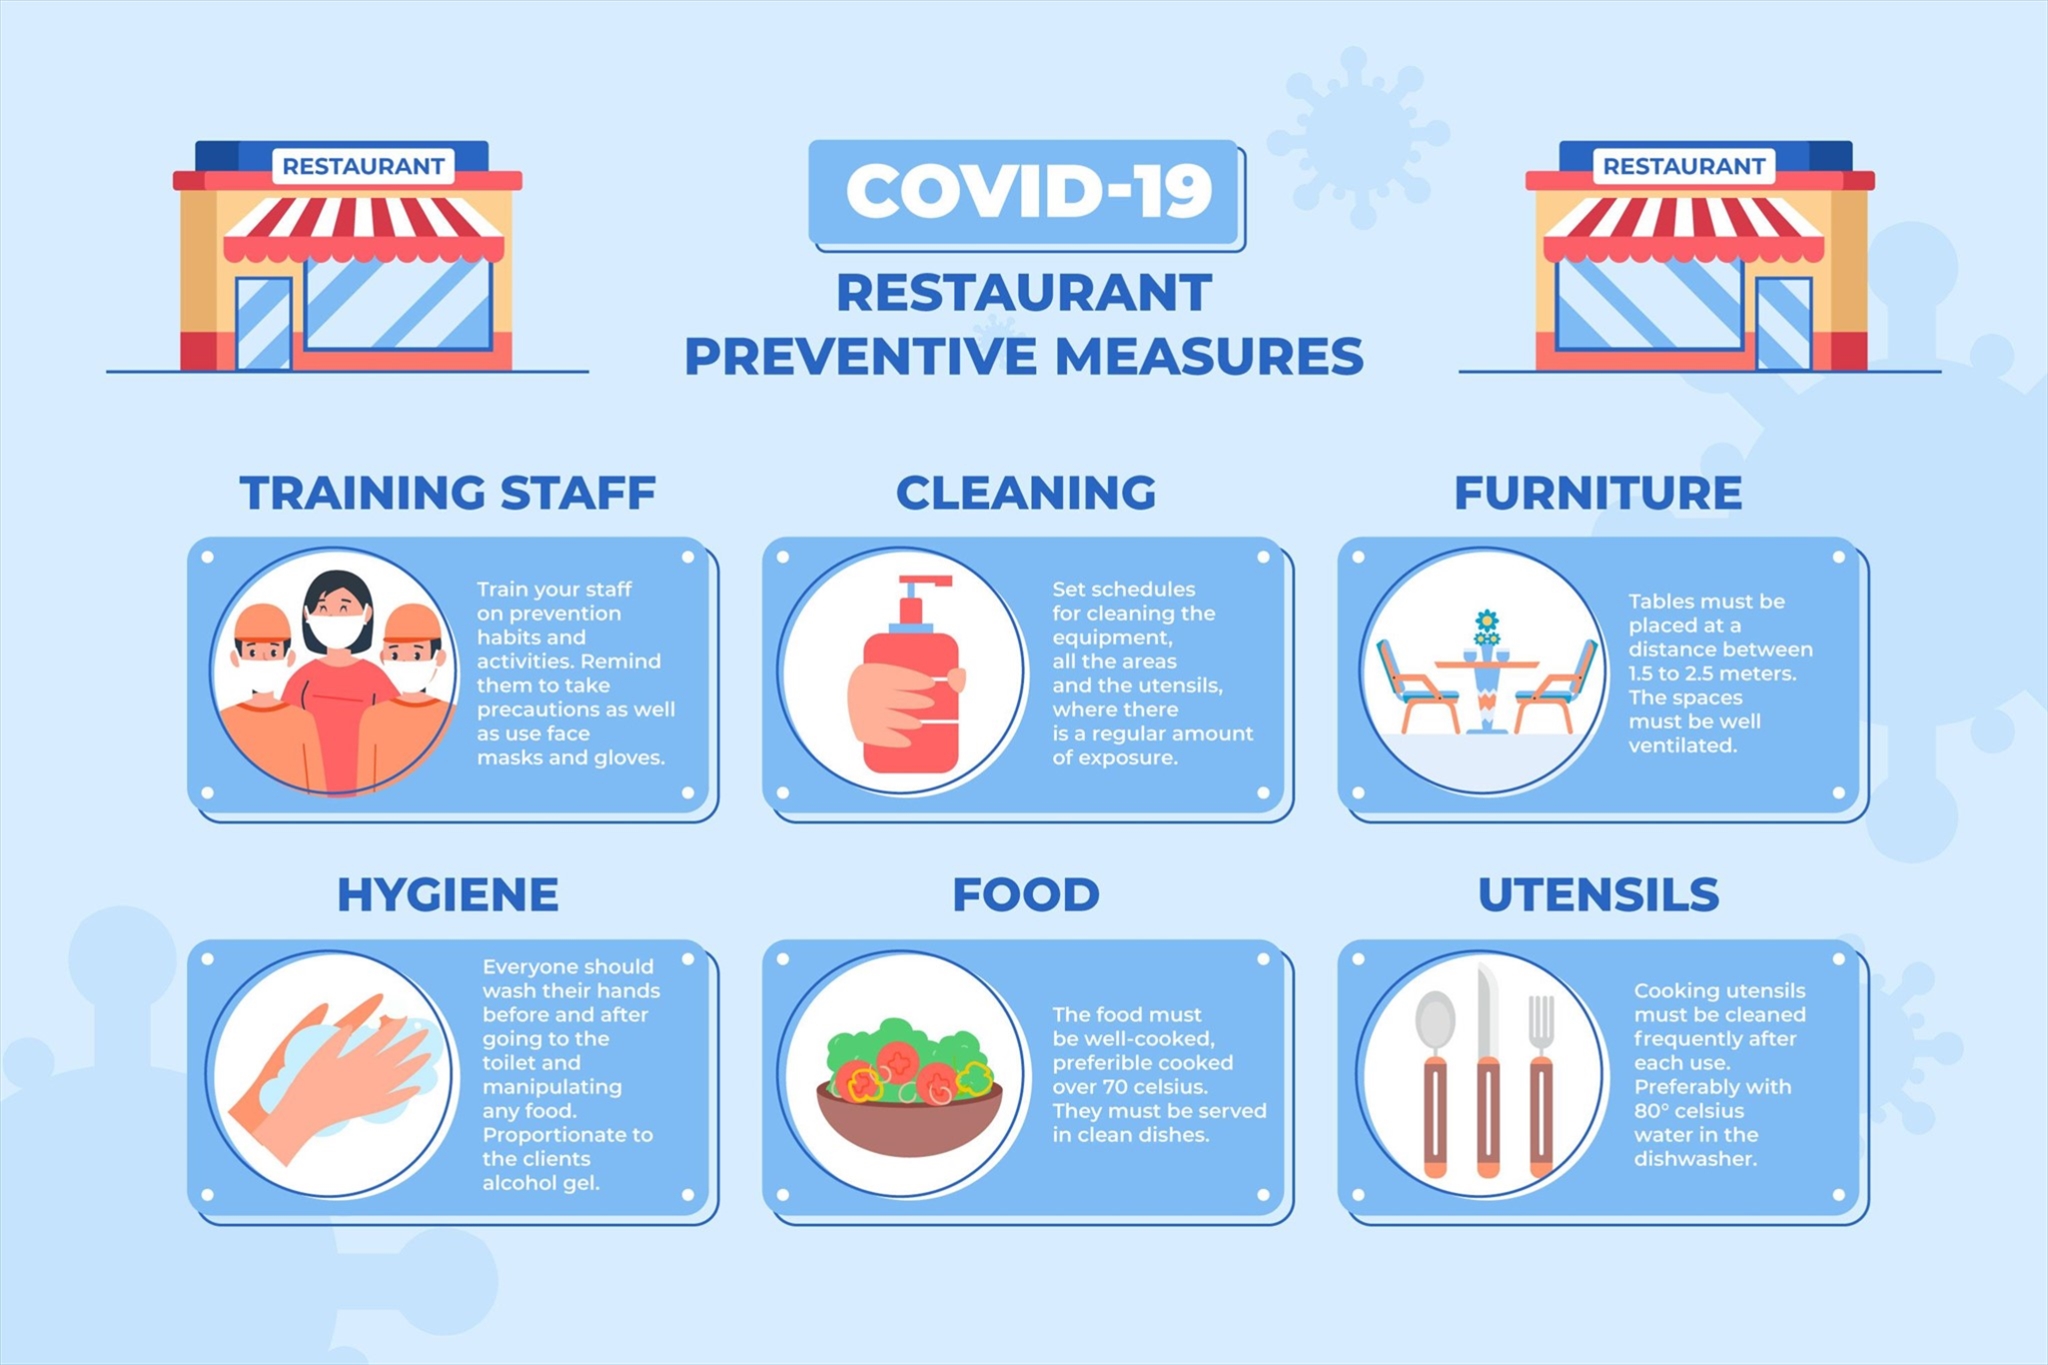 RESTAURANT
COVID-19
RESTAURANT
RESTAURANT
PREVENTIVE MEASURES
TRAINING STAFF
Train your staff
on prevention
habits and
activities. Remind
them to take
precautions as well
as use face
masks and gloves.
CLEANING
Set schedules
for cleaning the
equipment,
all the areas
and the utensils,
where there
is a regular amount
of exposure.
FURNITURE
Tables must be
placed at a
distance between
1.5 to 2.5 meters.
The spaces
must be well
ventilated.
HYGIENE
Everyone should
wash their hands
before and after
going to the
toilet and
manipulating
any food.
Proportionate to
the clients
alcohol gel.
FOOD
The food must
be well-cooked,
preferible cooked
over 70 celsius.
They must be served
in clean dishes.
UTENSILS
Cooking utensils
must be cleaned
frequently after
each use.
Preferably with
80° celsius
water in the
dishwasher.